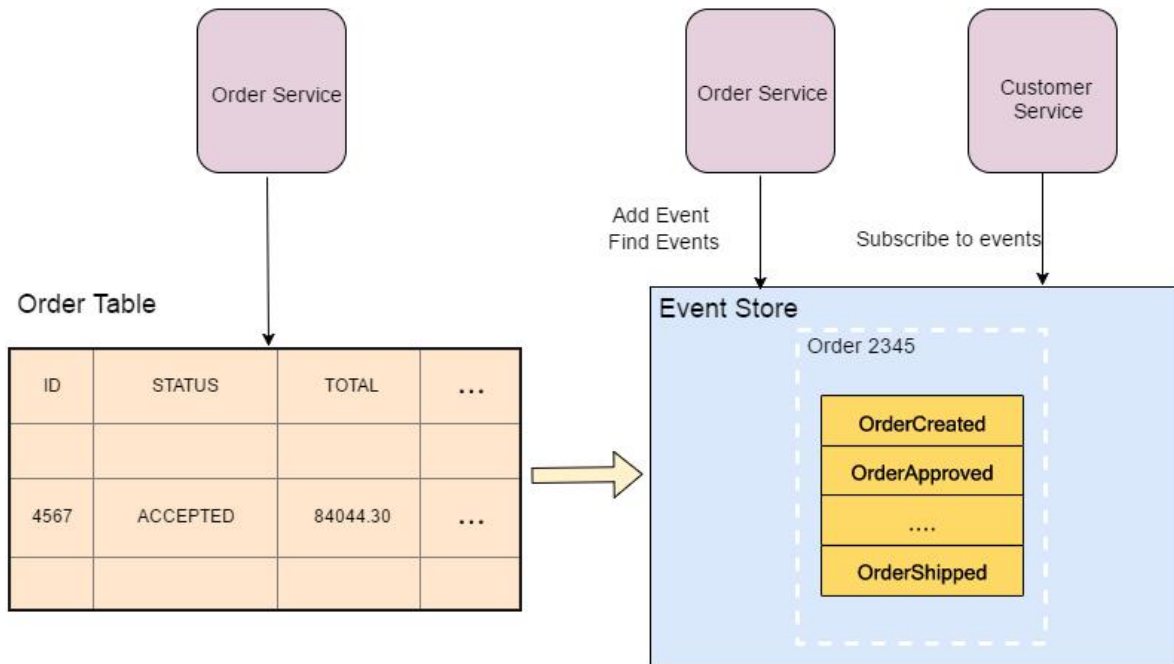 Order Service
Order Service
Customer
Service
Add Event
Find Events
Subscribe to events
Order Table
ID STATUS TOTAL ...
4567 ACCEPTED 84044.30 ...
Event Store
Order 2345
OrderCreated
OrderApproved
....
OrderShipped